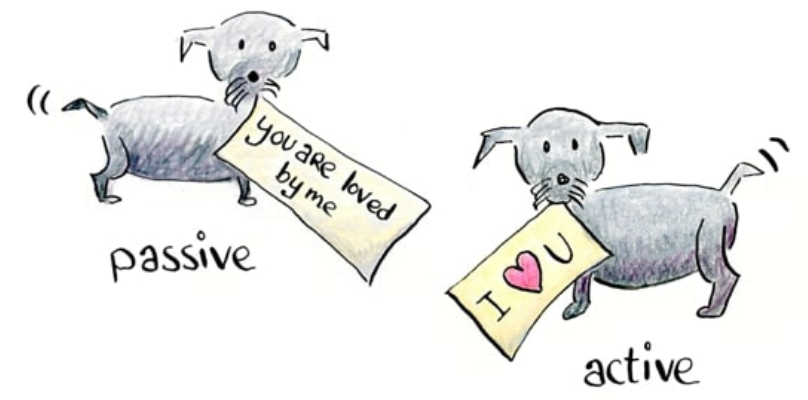 you are loved
by me
passive
I ❤ U
active